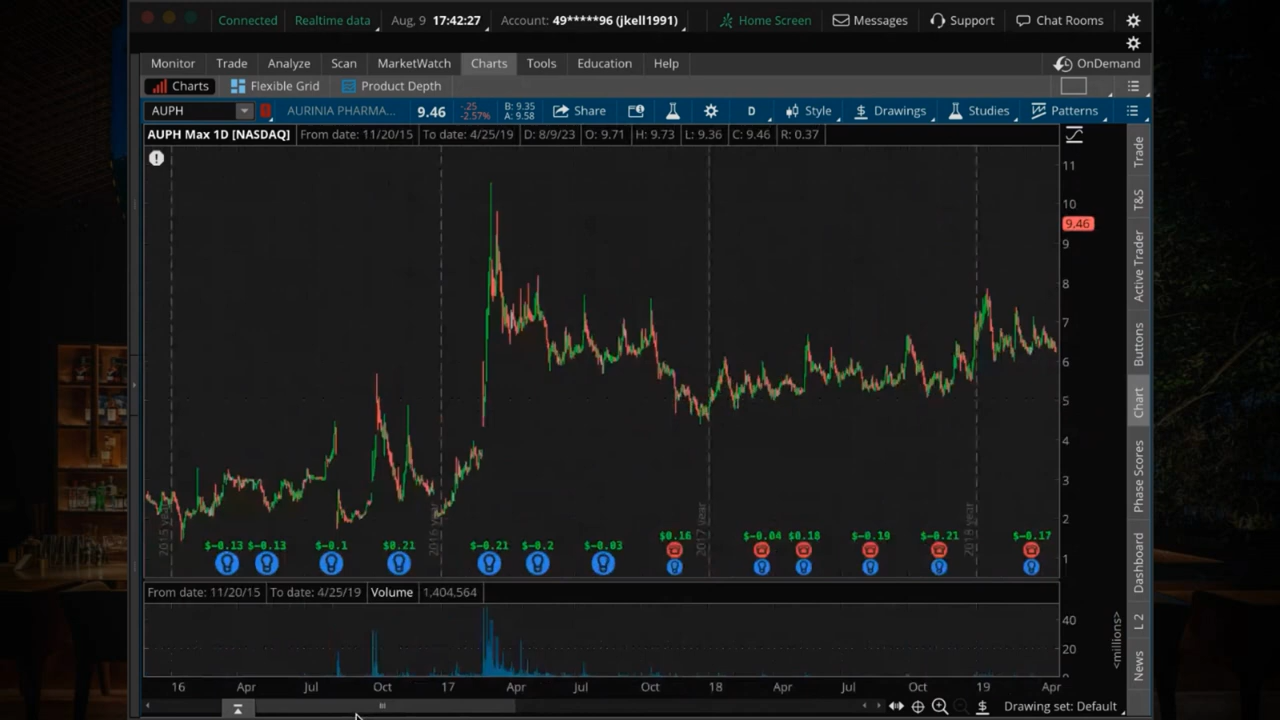 Connected Realtime data Aug. 9 17:42:27 Account: 49*****96 (jkell1991) Home Screen Messages Support Chat Rooms
Monitor Trade Analyze Scan MarketWatch Charts Tools Education Help OnDemand
Charts Flexible Grid Product Depth
AUPH AURINIA PHARMA... 9.46 -.25 -2.57% B: 9.35 A: 9.58 Share D Style Drawings Studies Patterns
AUPH Max 1D [NASDAQ] From date: 11/20/15 To date: 4/25/19 D: 8/9/23 O: 9.71 H: 9.73 L: 9.36 C: 9.46 R: 0.37
11
10
9.46
9
8
7
6
5
4
3
2
1
2015 year 2016 year 2017 year 2018 year
$-0.13 $-0.13 $-0.1 $0.21 $-0.21 $-0.2 $-0.03 $0.16 $-0.04 $0.18 $-0.19 $-0.21 $-0.17
From date: 11/20/15 To date: 4/25/19 Volume 1,404,564
40
20
0
<millions>
16 Apr Jul Oct 17 Apr Jul Oct 18 Apr Jul Oct 19 Apr
Drawing set: Default
Trade
T&S
Active Trader
Buttons
Chart
Phase Scores
Dashboard
L 2
News